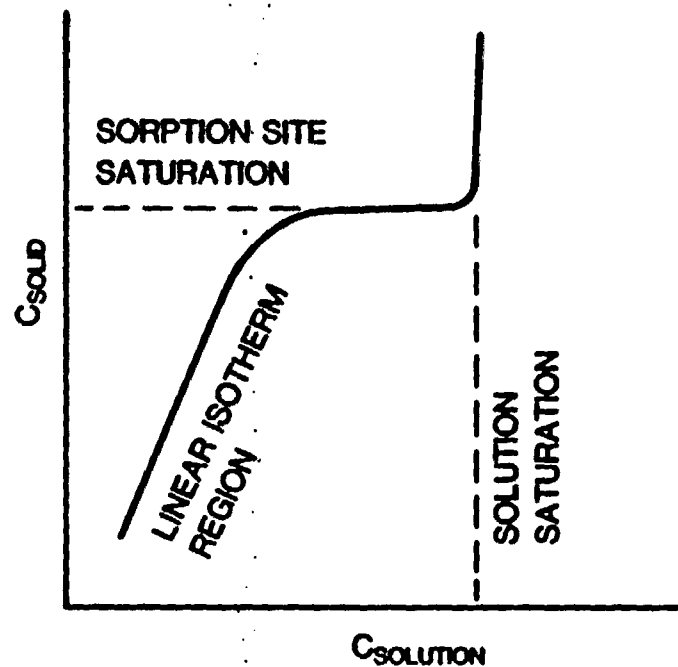 SORPTION SITE
SATURATION
CSOLID
LINEAR ISOTHERM
REGION
SOLUTION
SATURATION
CSOLUTION